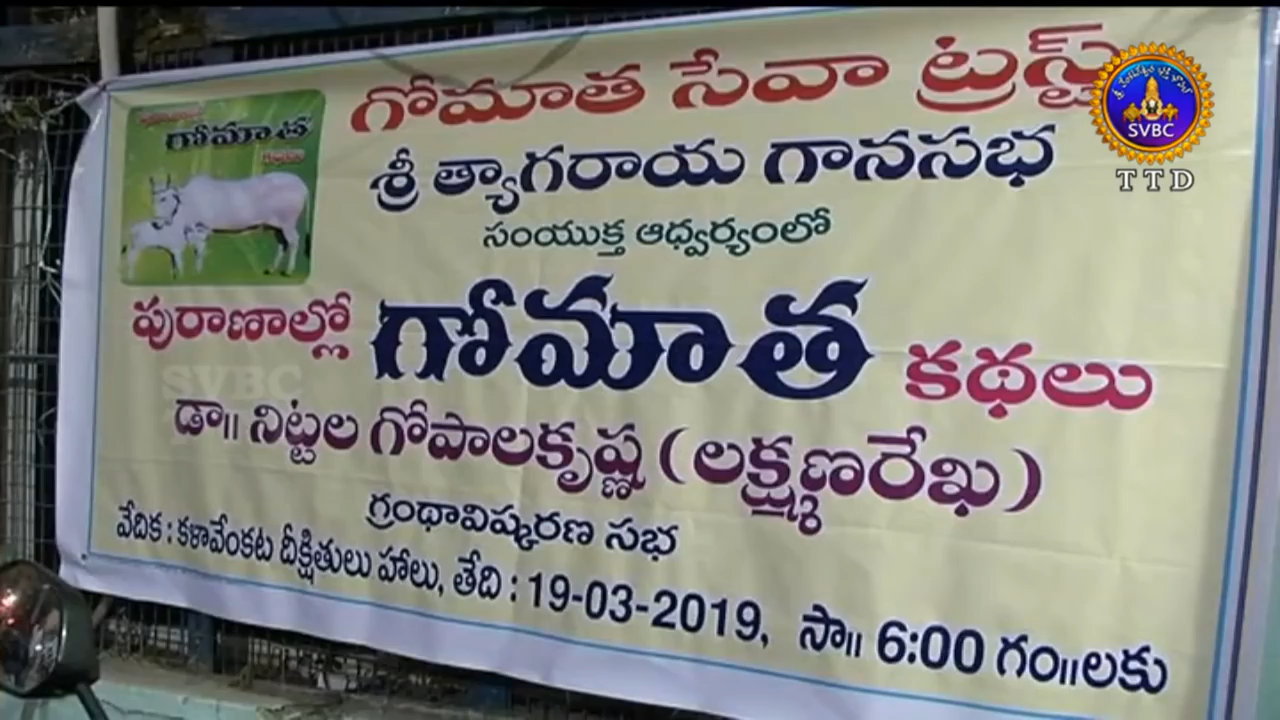 గోమాత సేవా ట్రస్ట్
శ్రీ త్యాగరాయ గానసభ
సంయుక్త ఆధ్వర్యంలో
గోమాత
పురాణాల్లో గోమాత కథలు
డా॥ నిట్టల గోపాలకృష్ణ (లక్ష్మణరేఖ)
గ్రంథావిష్కరణ సభ
వేదిక : కళావేంకట దీక్షితులు హాలు, తేది : 19-03-2019, సా॥ 6:00 గం॥లకు
SVBC
TTD
SVBC